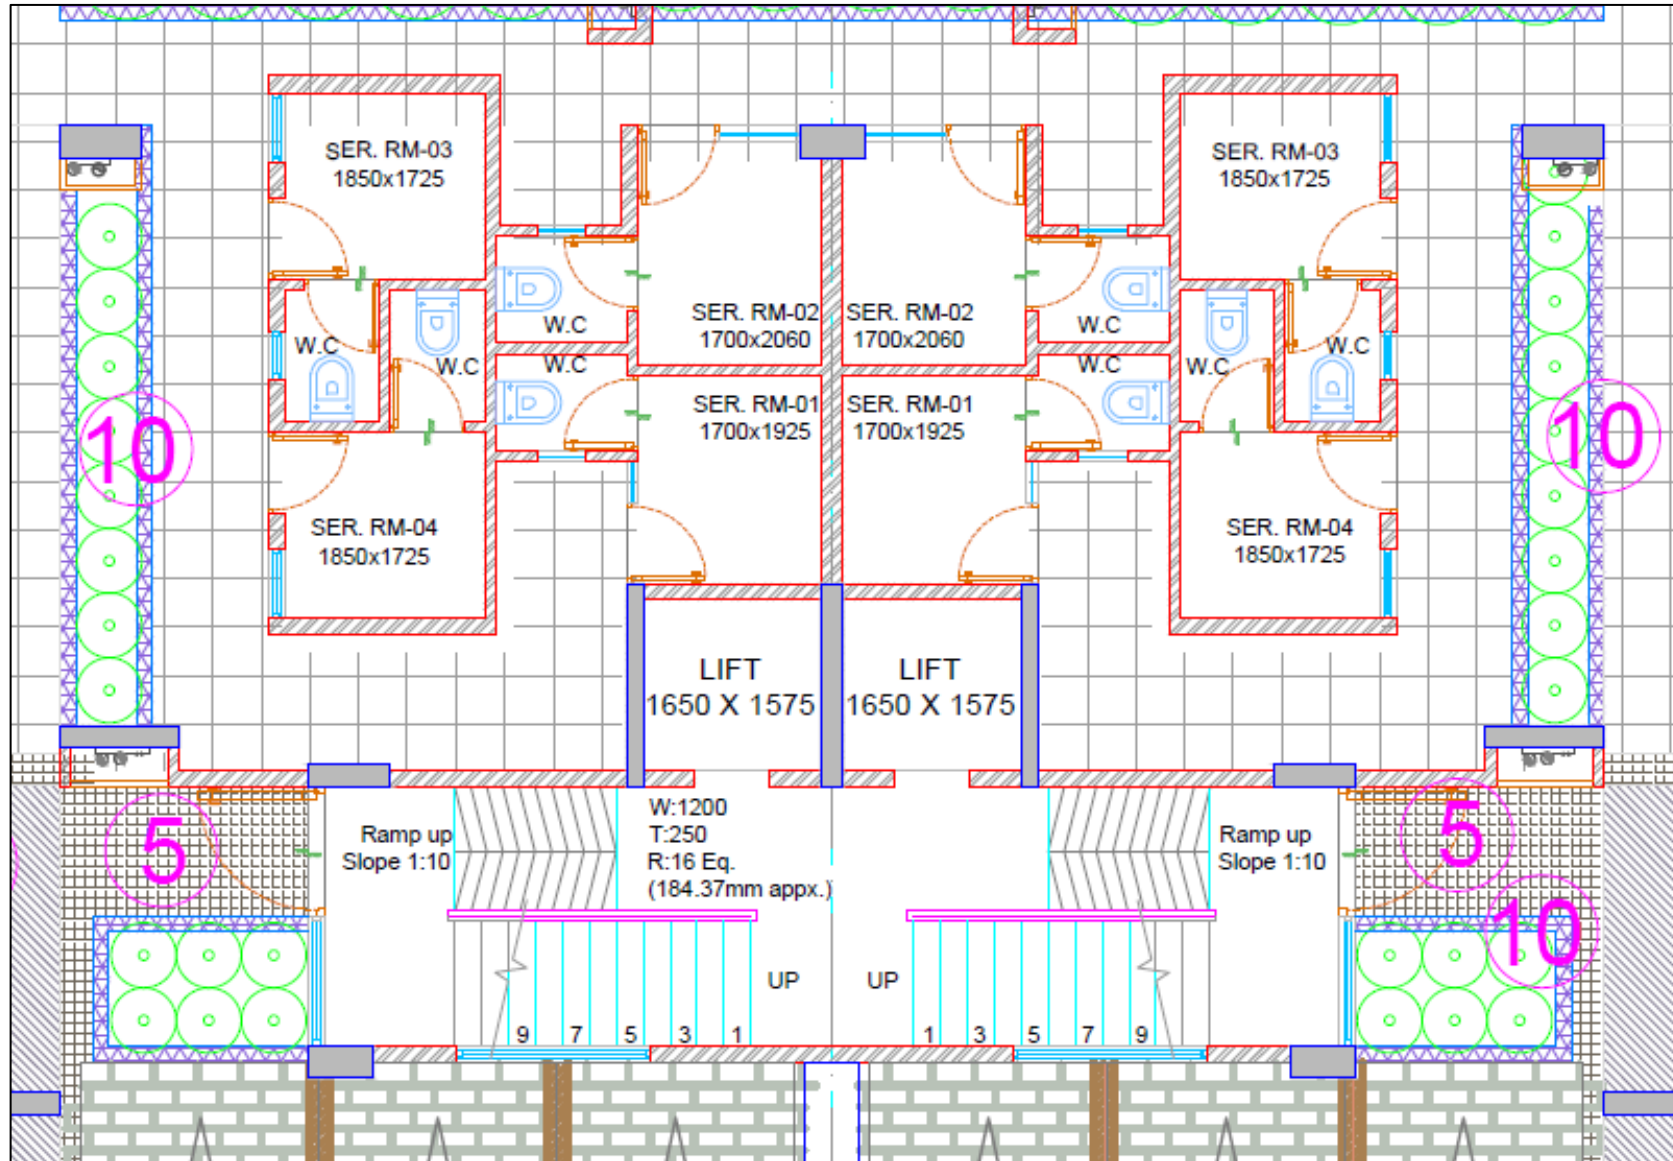 SER. RM-03
1850x1725
SER. RM-03
1850x1725
SER. RM-02
1700x2060
SER. RM-02
1700x2060
W.C
W.C
W.C
W.C
W.C
W.C
W.C
W.C
SER. RM-01
1700x1925
SER. RM-01
1700x1925
10
10
SER. RM-04
1850x1725
SER. RM-04
1850x1725
LIFT
1650 X 1575
LIFT
1650 X 1575
5
Ramp up
Slope 1:10
W:1200
T:250
R:16 Eq.
(184.37mm appx.)
Ramp up
Slope 1:10
5
10
UP
UP
9 7 5 3 1
1 3 5 7 9